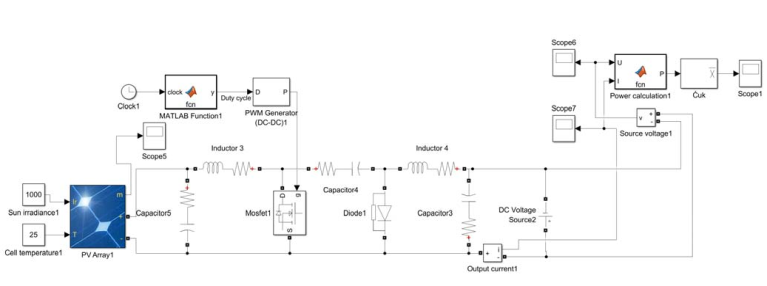 Scope6
U
I
fcn
P
Power calculation1
Ćuk
Scope1
Clock1
clock
y
fcn
MATLAB Function1
Duty cycle
D
P
PWM Generator
(DC-DC)1
Scope7
v
+
-
Source voltage1
Scope5
Inductor 3
Inductor 4
1000
Sun irradiance1
25
Cell temperature1
Ir
T
m
+
-
PV Array1
Capacitor5
D
g
S
Mosfet1
Capacitor4
Diode1
Capacitor3
DC Voltage
Source2
+
i
-
Output current1